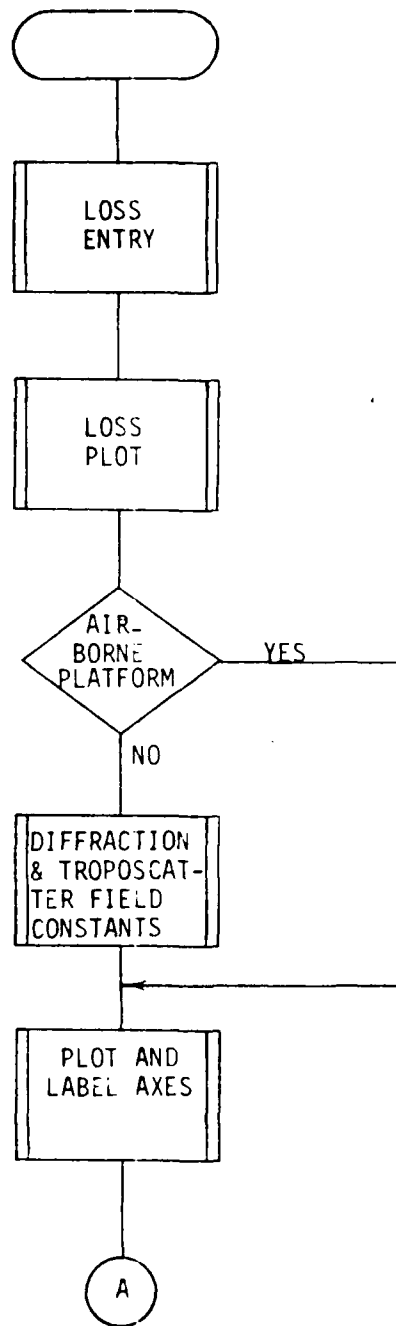 LOSS
ENTRY
LOSS
PLOT
AIR-
BORNE
PLATFORM
YES
NO
DIFFRACTION
& TROPOSCAT-
TER FIELD
CONSTANTS
PLOT AND
LABEL AXES
A